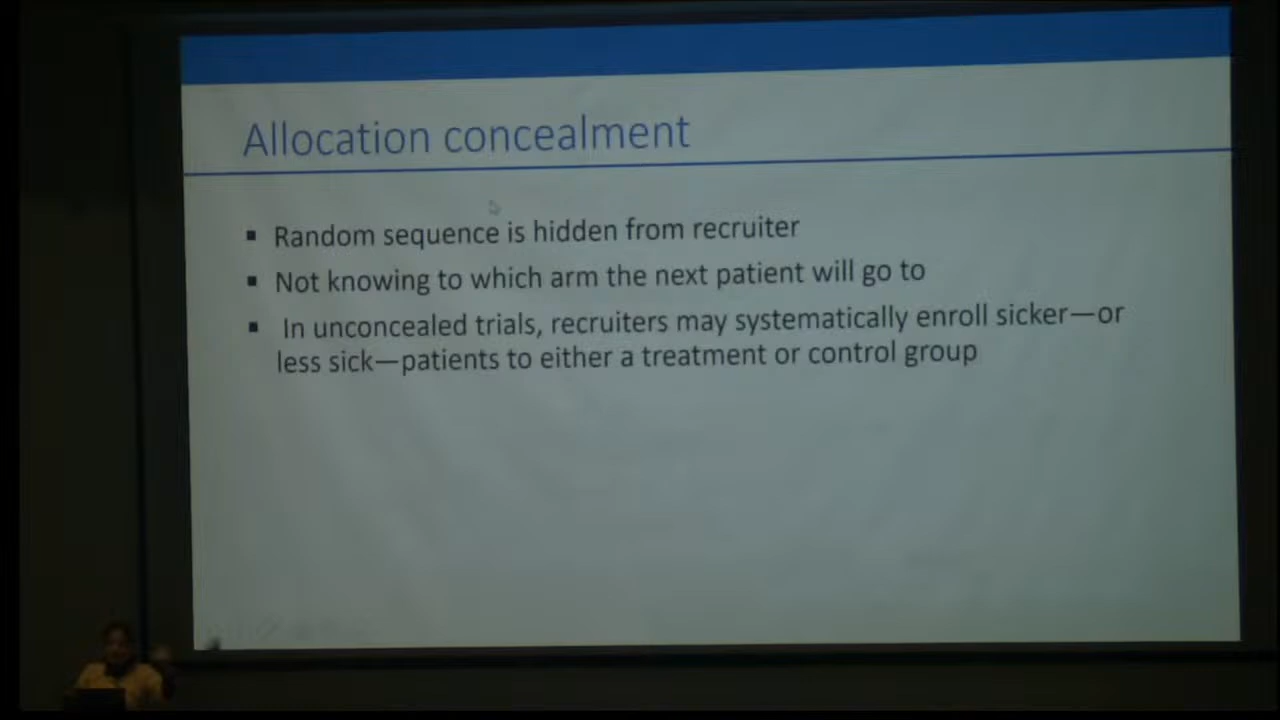 Allocation concealment
▪ Random sequence is hidden from recruiter
▪ Not knowing to which arm the next patient will go to
▪ In unconcealed trials, recruiters may systematically enroll sicker—or
less sick—patients to either a treatment or control group